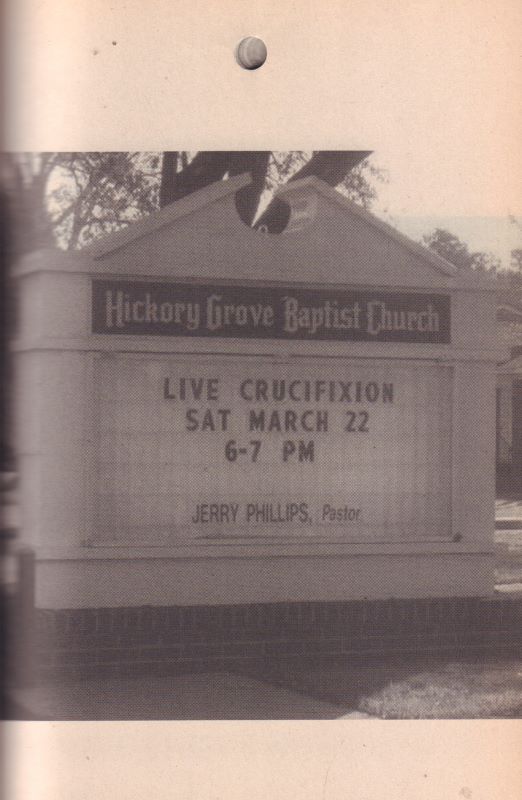 Hickory Grove Baptist Church
LIVE CRUCIFIXION
SAT MARCH 22
6-7 PM
JERRY PHILLIPS, Pastor